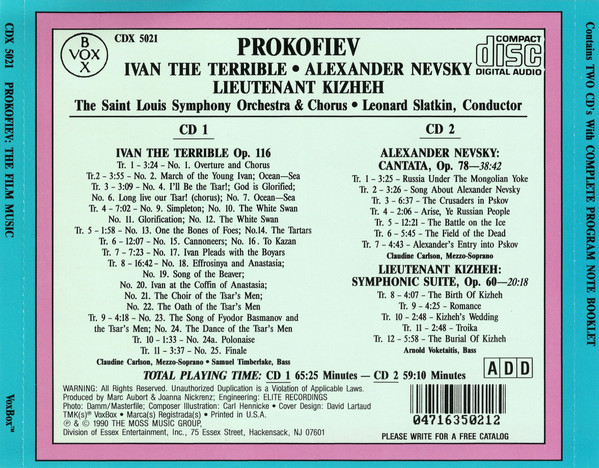 CDX 5021 PROKOFIEV: THE FILM MUSIC VoxBox™
B
VOX
X
CDX 5021
COMPACT
disc
DIGITAL AUDIO
PROKOFIEV
IVAN THE TERRIBLE • ALEXANDER NEVSKY
LIEUTENANT KIZHEH
The Saint Louis Symphony Orchestra & Chorus • Leonard Slatkin, Conductor
CD 1
IVAN THE TERRIBLE Op. 116
Tr. 1 - 3:24 - No. 1. Overture and Chorus
Tr.2 - 3:55 - No. 2. March of the Young Ivan; Ocean—Sea
Tr. 3 - 3:09 - No. 4. I'll Be the Tsar!; God is Glorified;
No. 6. Long live our Tsar! (chorus); No. 7. Ocean—Sea
Tr. 4 - 7:02 - No. 9. Simpleton; No. 10. The White Swan
No. 11. Glorification; No. 12. The White Swan
Tr. 5 - 1:58 - No. 13. One the Bones of Foes; No.14. The Tartars
Tr. 6 - 12:07 - No. 15. Cannoneers; No. 16. To Kazan
Tr. 7 - 7:23 - No. 17. Ivan Pleads with the Boyars
Tr. 8 - 16:42 - No. 18. Effrosinya and Anastasia;
No. 19. Song of the Beaver;
No. 20. Ivan at the Coffin of Anastasia;
No. 21. The Choir of the Tsar's Men;
No. 22. The Oath of the Tsar's Men
Tr. 9 - 4:18 - No. 23. The Song of Fyodor Basmanov and
the Tsar's Men; No. 24. The Dance of the Tsar's Men
Tr. 10 - 1:33 - No. 24a. Polonaise
Tr. 11 - 3:37 - No. 25. Finale
Claudine Carlson, Mezzo-Soprano • Samuel Timberlake, Bass
CD 2
ALEXANDER NEVSKY:
CANTATA, Op. 78—38:42
Tr. 1 - 3:25 - Russia Under The Mongolian Yoke
Tr. 2 - 3:26 - Song About Alexander Nevsky
Tr. 3 - 6:37 - The Crusaders in Pskov
Tr. 4 - 2:06 - Arise, Ye Russian People
Tr. 5 - 12:21 - The Battle on the Ice
Tr. 6 - 5:45 - The Field of the Dead
Tr. 7 - 4:43 - Alexander's Entry into Pskov
Claudine Carlson, Mezzo-Soprano
LIEUTENANT KIZHEH:
SYMPHONIC SUITE, Op. 60—20:18
Tr. 8 - 4:07 - The Birth Of Kizheh
Tr. 9 - 4:25 - Romance
Tr. 10 - 2:48 - Kizheh's Wedding
Tr. 11 - 2:48 - Troika
Tr. 12 - 5:58 - The Burial Of Kizheh
Arnold Voketaitis, Bass
TOTAL PLAYING TIME: CD 1 65:25 Minutes — CD 2 59:10 Minutes
WARNING: All Rights Reserved. Unauthorized Duplication is a Violation of Applicable Laws.
Produced by Marc Aubort & Joanna Nickrenz; Engineering: ELITE RECORDINGS
Photo: Damm/Masterfile; Composer Illustration: Carl Hennicke • Cover Design: David Lartaud
TMK(s)® VoxBox • Marca(s) Registrada(s) • Printed in U.S.A.
℗ © 1990 THE MOSS MUSIC GROUP,
Division of Essex Entertainment, Inc., 75 Essex Street, Hackensack, NJ 07601
A D D
04716350212
PLEASE WRITE FOR A FREE CATALOG
Contains TWO CD's With COMPLETE PROGRAM NOTE BOOKLET